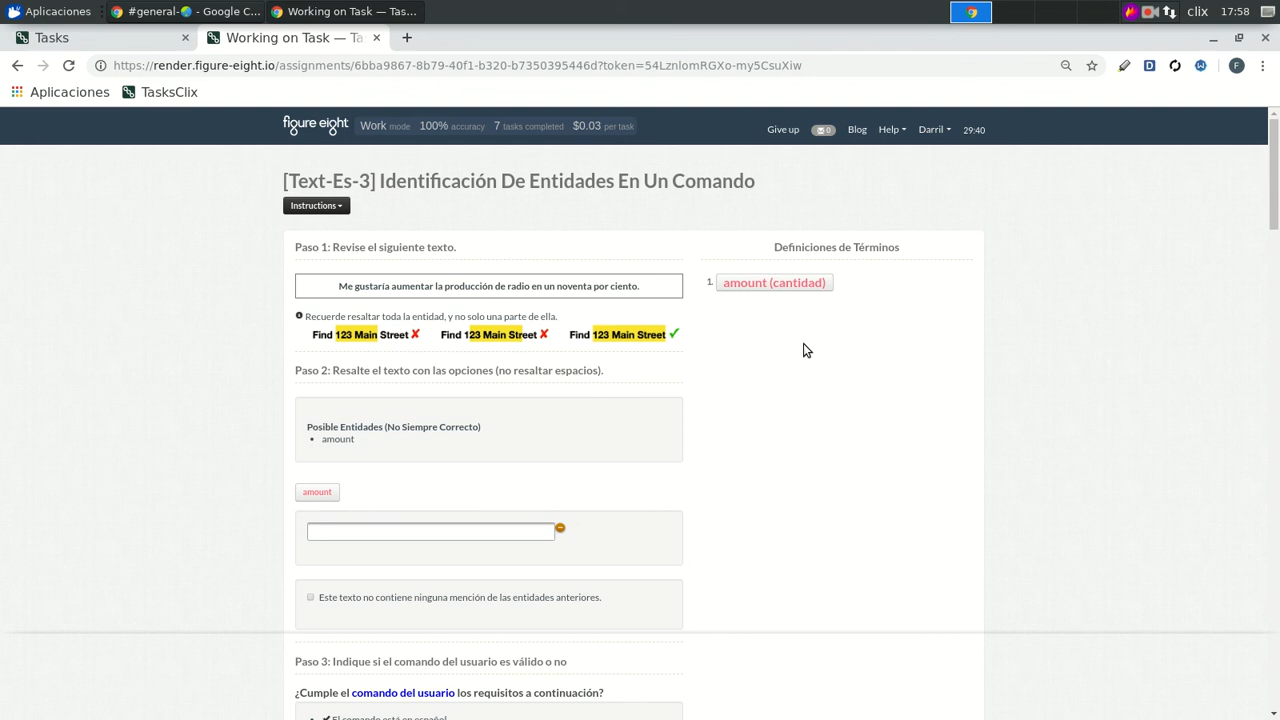 Aplicaciones
#general-🌎 - Google C...
Working on Task — Tas...
clix
17:58
Tasks
Working on Task — Ta
https://render.figure-eight.io/assignments/6bba9867-8b79-40f1-b320-b7350395446d?token=54LznlomRGXo-my5CsuXiw
F
Aplicaciones
TasksClix
figure eight
Work mode 100% accuracy 7 tasks completed $0.03 per task
Give up
0
Blog
Help
Darril
29:40
[Text-Es-3] Identificación De Entidades En Un Comando
Instructions
Paso 1: Revise el siguiente texto.
Definiciones de Términos
Me gustaría aumentar la producción de radio en un noventa por ciento.
1. amount (cantidad)
Recuerde resaltar toda la entidad, y no solo una parte de ella.
Find 123 Main Street ✘ Find 123 Main Street ✘ Find 123 Main Street ✔
Paso 2: Resalte el texto con las opciones (no resaltar espacios).
Posible Entidades (No Siempre Correcto)
• amount
amount
Este texto no contiene ninguna mención de las entidades anteriores.
Paso 3: Indique si el comando del usuario es válido o no
¿Cumple el comando del usuario los requisitos a continuación?
• ✔ El comando está en español